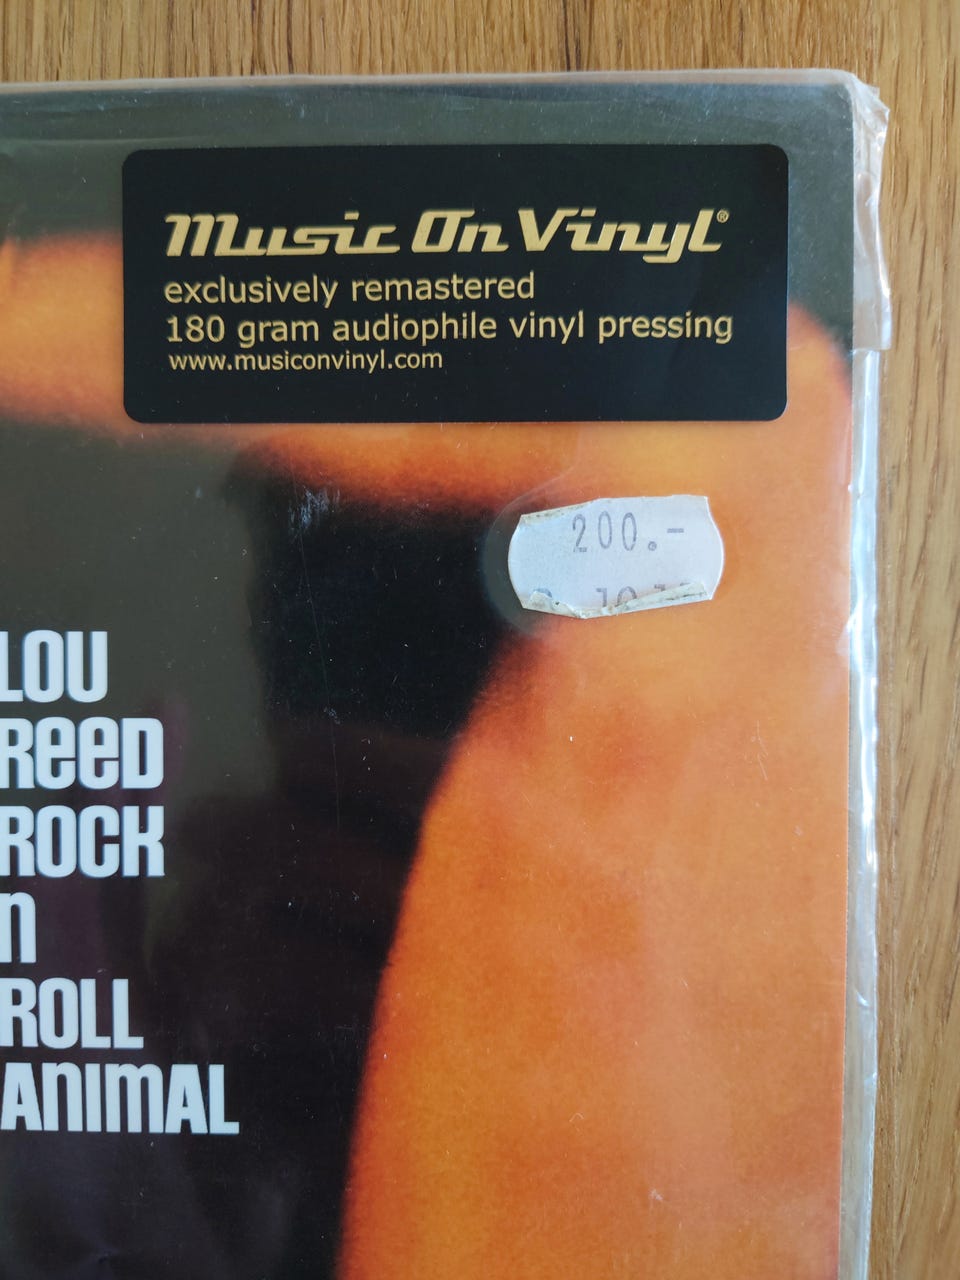 Music On Vinyl®
exclusively remastered
180 gram audiophile vinyl pressing
www.musiconvinyl.com
200.-
LOU
REED
ROCK
N
ROLL
ANIMAL